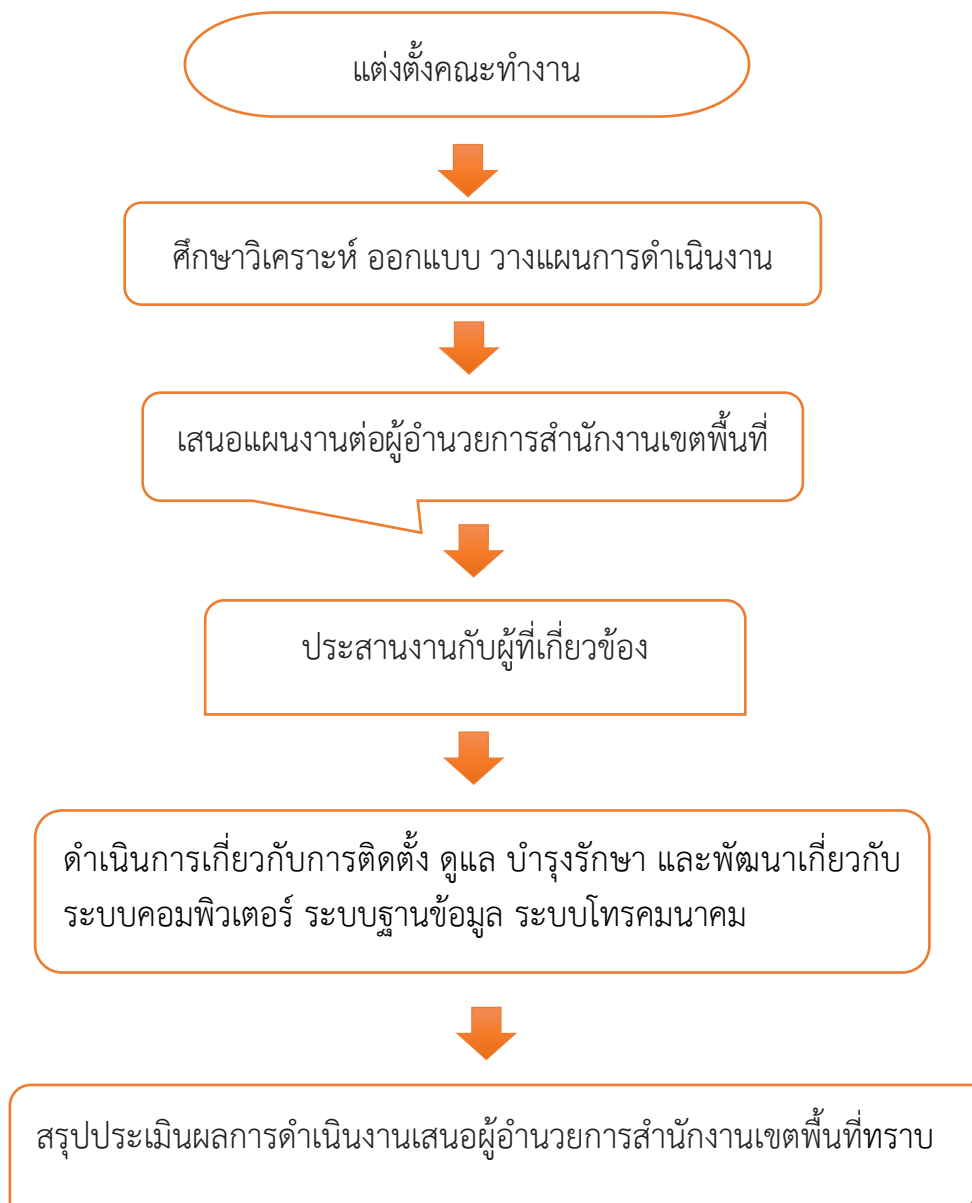 แต่งตั้งคณะทำงาน
ศึกษาวิเคราะห์ ออกแบบ วางแผนการดำเนินงาน
เสนอแผนงานต่อผู้อำนวยการสำนักงานเขตพื้นที่
ประสานงานกับผู้ที่เกี่ยวข้อง
ดำเนินการเกี่ยวกับการติดตั้ง ดูแล บำรุงรักษา และพัฒนาเกี่ยวกับ
ระบบคอมพิวเตอร์ ระบบฐานข้อมูล ระบบโทรคมนาคม
สรุปประเมินผลการดำเนินงานเสนอผู้อำนวยการสำนักงานเขตพื้นที่ทราบ